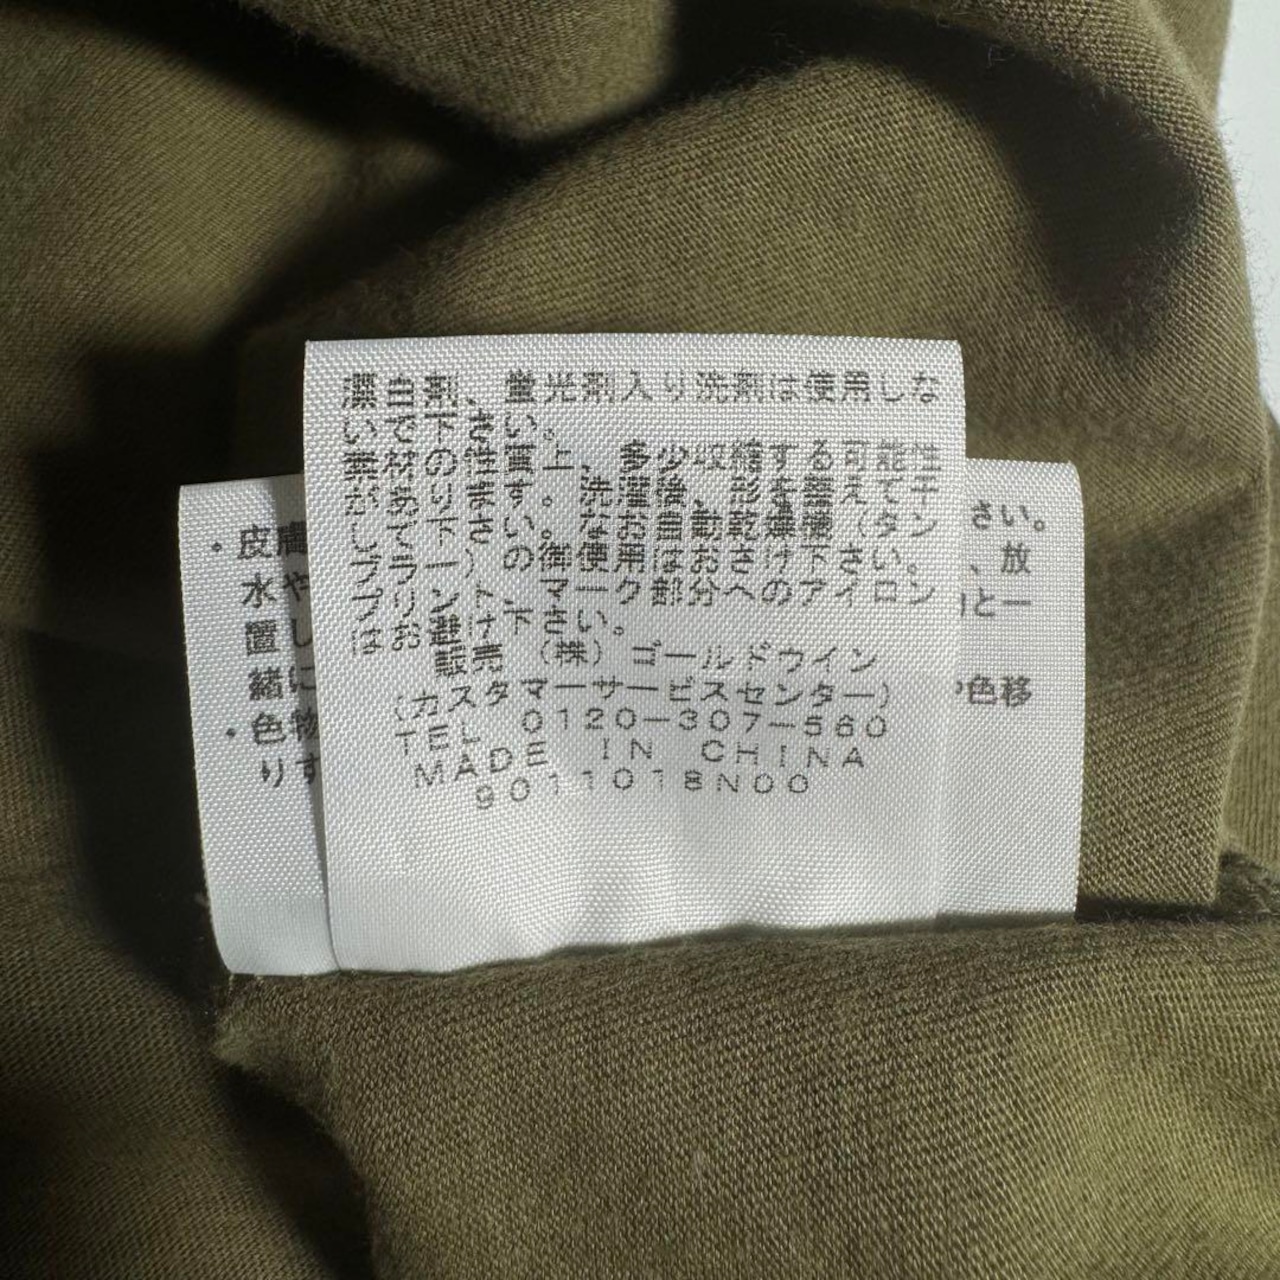 漂白剤、蛍光剤入り洗剤は使用しな
いで下さい。
素材の性質上、多少収縮する可能性
があります。洗濯後、形を整えて干
して下さい。なお自動乾燥機(タン
ブラー)の御使用はお避け下さい。
プリントマーク部分へのアイロン
はお避け下さい。
販売 (株)ゴールドウイン
(カスタマーサービスセンター)
TEL 0120-307-560
MADE IN CHINA
9011018N00
さい。
・皮膚
水や 、放
置し と一
緒に
・色物 色移
りす